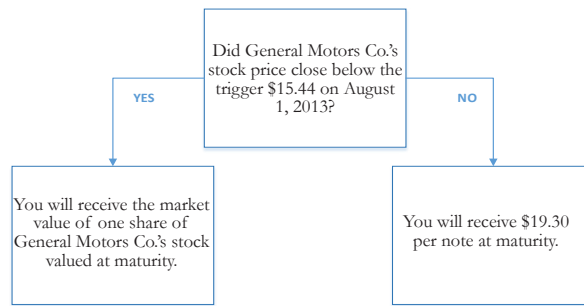 Did General Motors Co.'s
stock price close below the
trigger $15.44 on August
1, 2013?
YES
NO
You will receive the market
value of one share of
General Motors Co.'s stock
valued at maturity.
You will receive $19.30
per note at maturity.